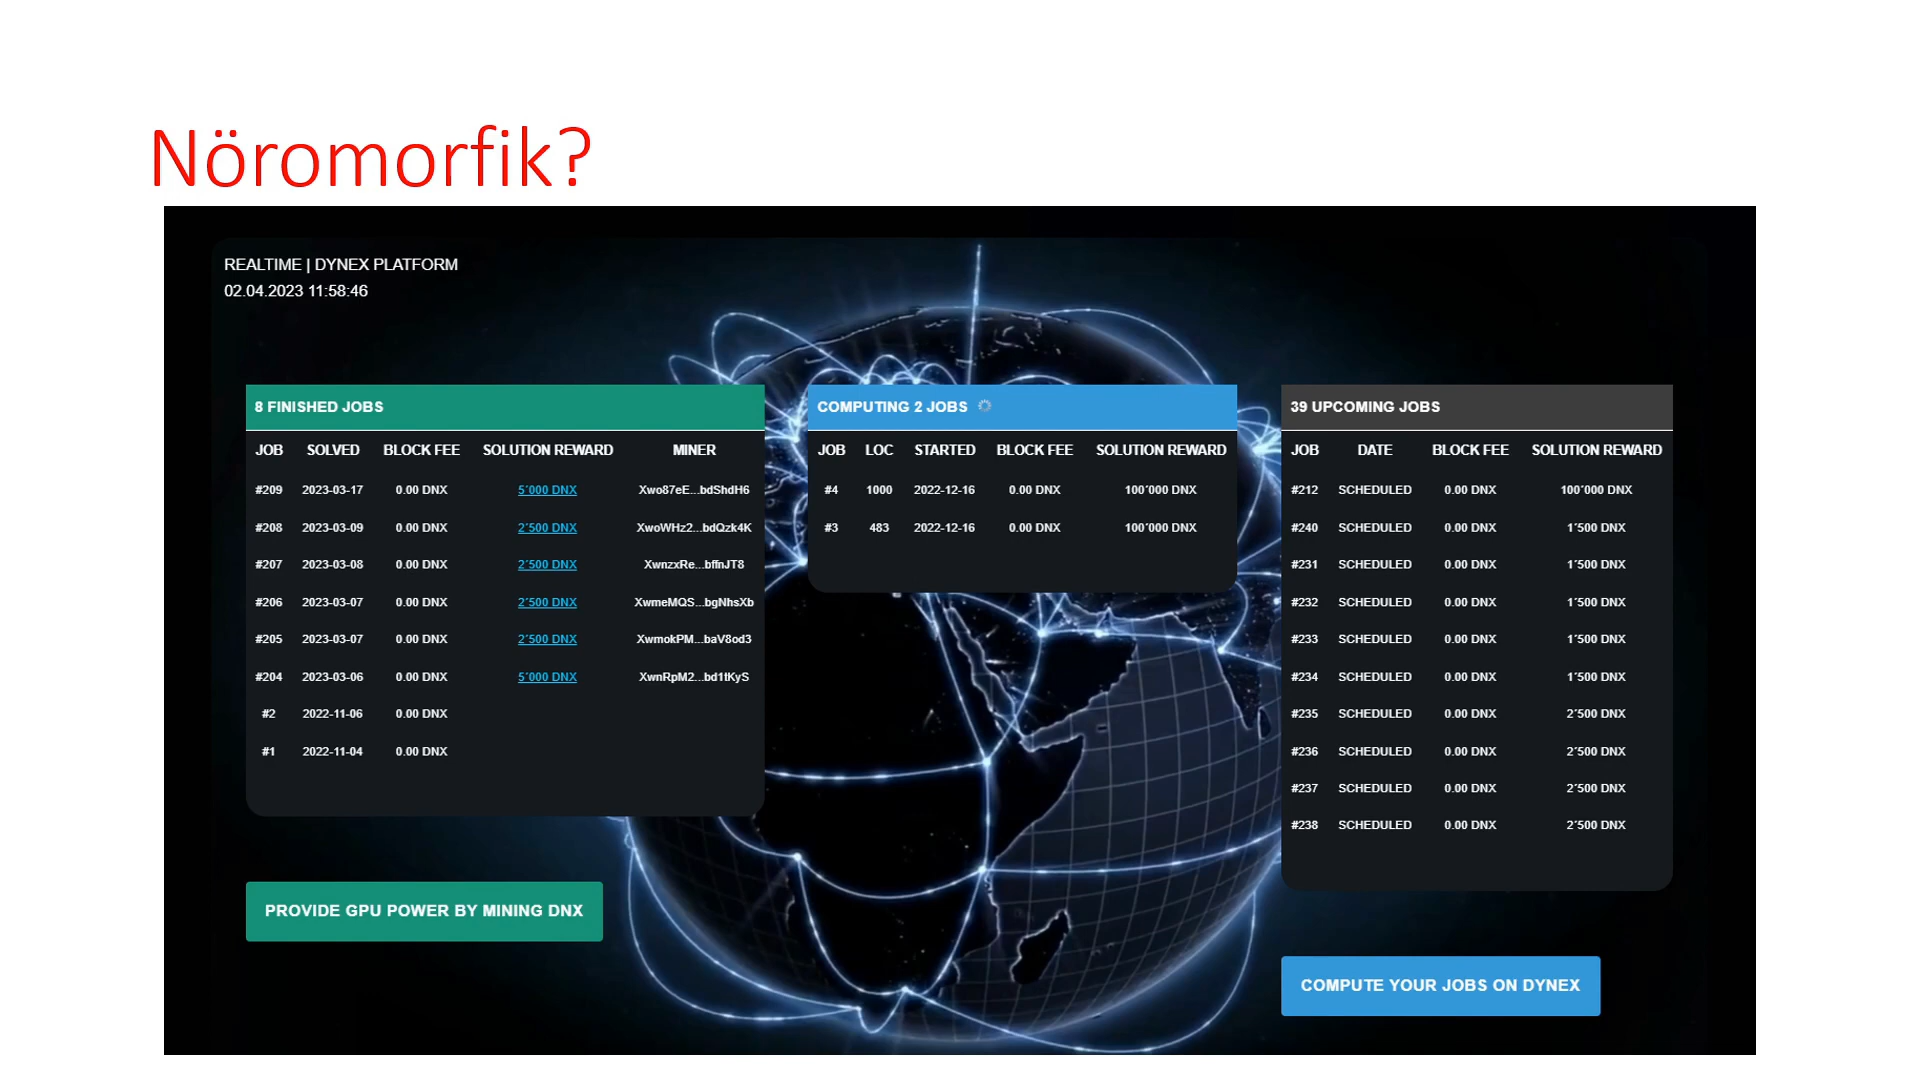 Nöromorfik?
REALTIME | DYNEX PLATFORM
02.04.2023 11:58:46
8 FINISHED JOBS
JOB SOLVED BLOCK FEE SOLUTION REWARD MINER
#209 2023-03-17 0.00 DNX 5'000 DNX Xwo87eE...bdShdH6
#208 2023-03-09 0.00 DNX 2'500 DNX XwoWHz2...bdQzk4K
#207 2023-03-08 0.00 DNX 2'500 DNX XwnzxRe...bffnJT8
#206 2023-03-07 0.00 DNX 2'500 DNX XwmeMQS...bgNhsXb
#205 2023-03-07 0.00 DNX 2'500 DNX XwmokPM...baV8od3
#204 2023-03-06 0.00 DNX 5'000 DNX XwnRpM2...bd1tKyS
#2 2022-11-06 0.00 DNX
#1 2022-11-04 0.00 DNX
PROVIDE GPU POWER BY MINING DNX
COMPUTING 2 JOBS
JOB LOC STARTED BLOCK FEE SOLUTION REWARD
#4 1000 2022-12-16 0.00 DNX 100'000 DNX
#3 483 2022-12-16 0.00 DNX 100'000 DNX
39 UPCOMING JOBS
JOB DATE BLOCK FEE SOLUTION REWARD
#212 SCHEDULED 0.00 DNX 100'000 DNX
#240 SCHEDULED 0.00 DNX 1'500 DNX
#231 SCHEDULED 0.00 DNX 1'500 DNX
#232 SCHEDULED 0.00 DNX 1'500 DNX
#233 SCHEDULED 0.00 DNX 1'500 DNX
#234 SCHEDULED 0.00 DNX 1'500 DNX
#235 SCHEDULED 0.00 DNX 2'500 DNX
#236 SCHEDULED 0.00 DNX 2'500 DNX
#237 SCHEDULED 0.00 DNX 2'500 DNX
#238 SCHEDULED 0.00 DNX 2'500 DNX
COMPUTE YOUR JOBS ON DYNEX